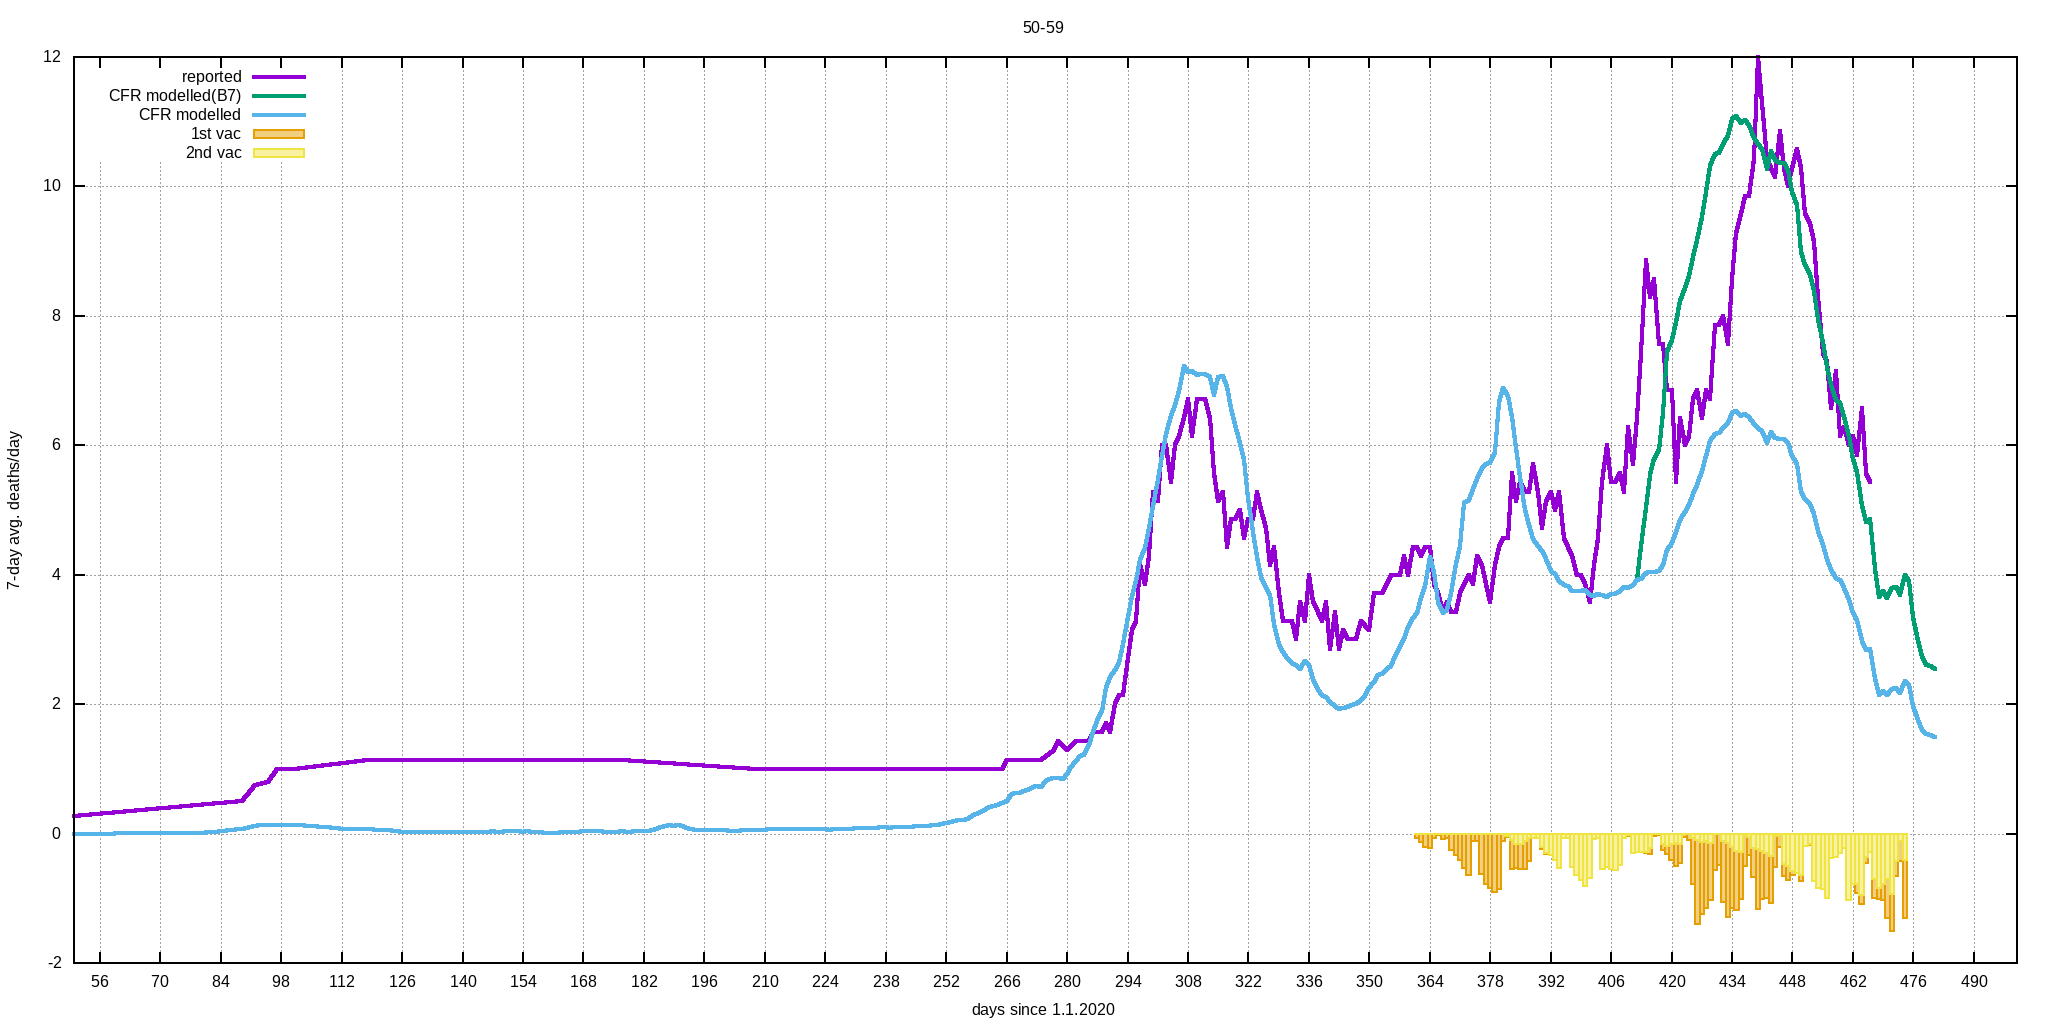 50-59
12
10
8
6
4
2
0
-2
7-day avg. deaths/day
reported
CFR modelled(B7)
CFR modelled
1st vac
2nd vac
56 70 84 98 112 126 140 154 168 182 196 210 224 238 252 266 280 294 308 322 336 350 364 378 392 406 420 434 448 462 476 490
days since 1.1.2020